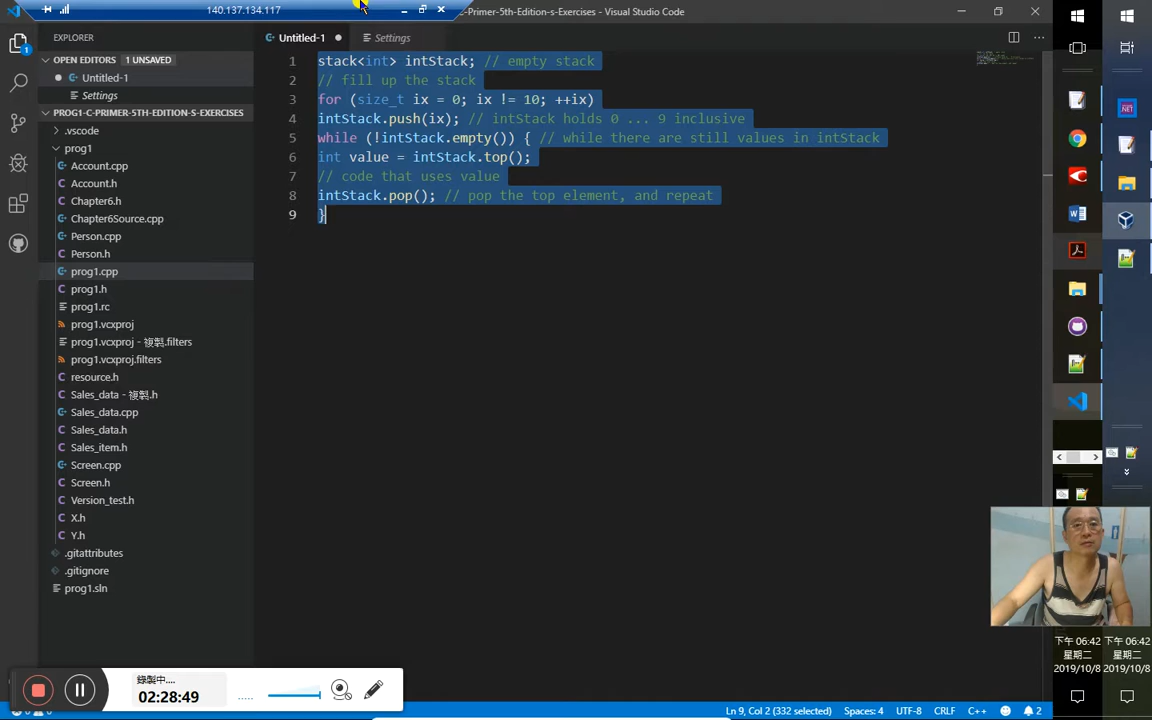 140.137.134.117
-C-Primer-5th-Edition-s-Exercises - Visual Studio Code
EXPLORER
Untitled-1
Settings
OPEN EDITORS
1 UNSAVED
Untitled-1
Settings
PROG1-C-PRIMER-5TH-EDITION-S-EXERCISES
.vscode
prog1
Account.cpp
Account.h
Chapter6.h
Chapter6Source.cpp
Person.cpp
Person.h
prog1.cpp
prog1.h
prog1.rc
prog1.vcxproj
prog1.vcxproj - 複製.filters
prog1.vcxproj.filters
resource.h
Sales_data - 複製.h
Sales_data.cpp
Sales_data.h
Sales_item.h
Screen.cpp
Screen.h
Version_test.h
X.h
Y.h
.gitattributes
.gitignore
prog1.sln
1 stack<int> intStack; // empty stack
2 // fill up the stack
3 for (size_t ix = 0; ix != 10; ++ix)
4 intStack.push(ix); // intStack holds 0 ... 9 inclusive
5 while (!intStack.empty()) { // while there are still values in intStack
6 int value = intStack.top();
7 // code that uses value
8 intStack.pop(); // pop the top element, and repeat
9 }
1
.NET
下午 06:42 下午 06:42
星期二 星期二
2019/10/8 2019/10/8
錄製中....
02:28:49
Ln 9, Col 2 (332 selected)
Spaces: 4
UTF-8
CRLF
C++
2